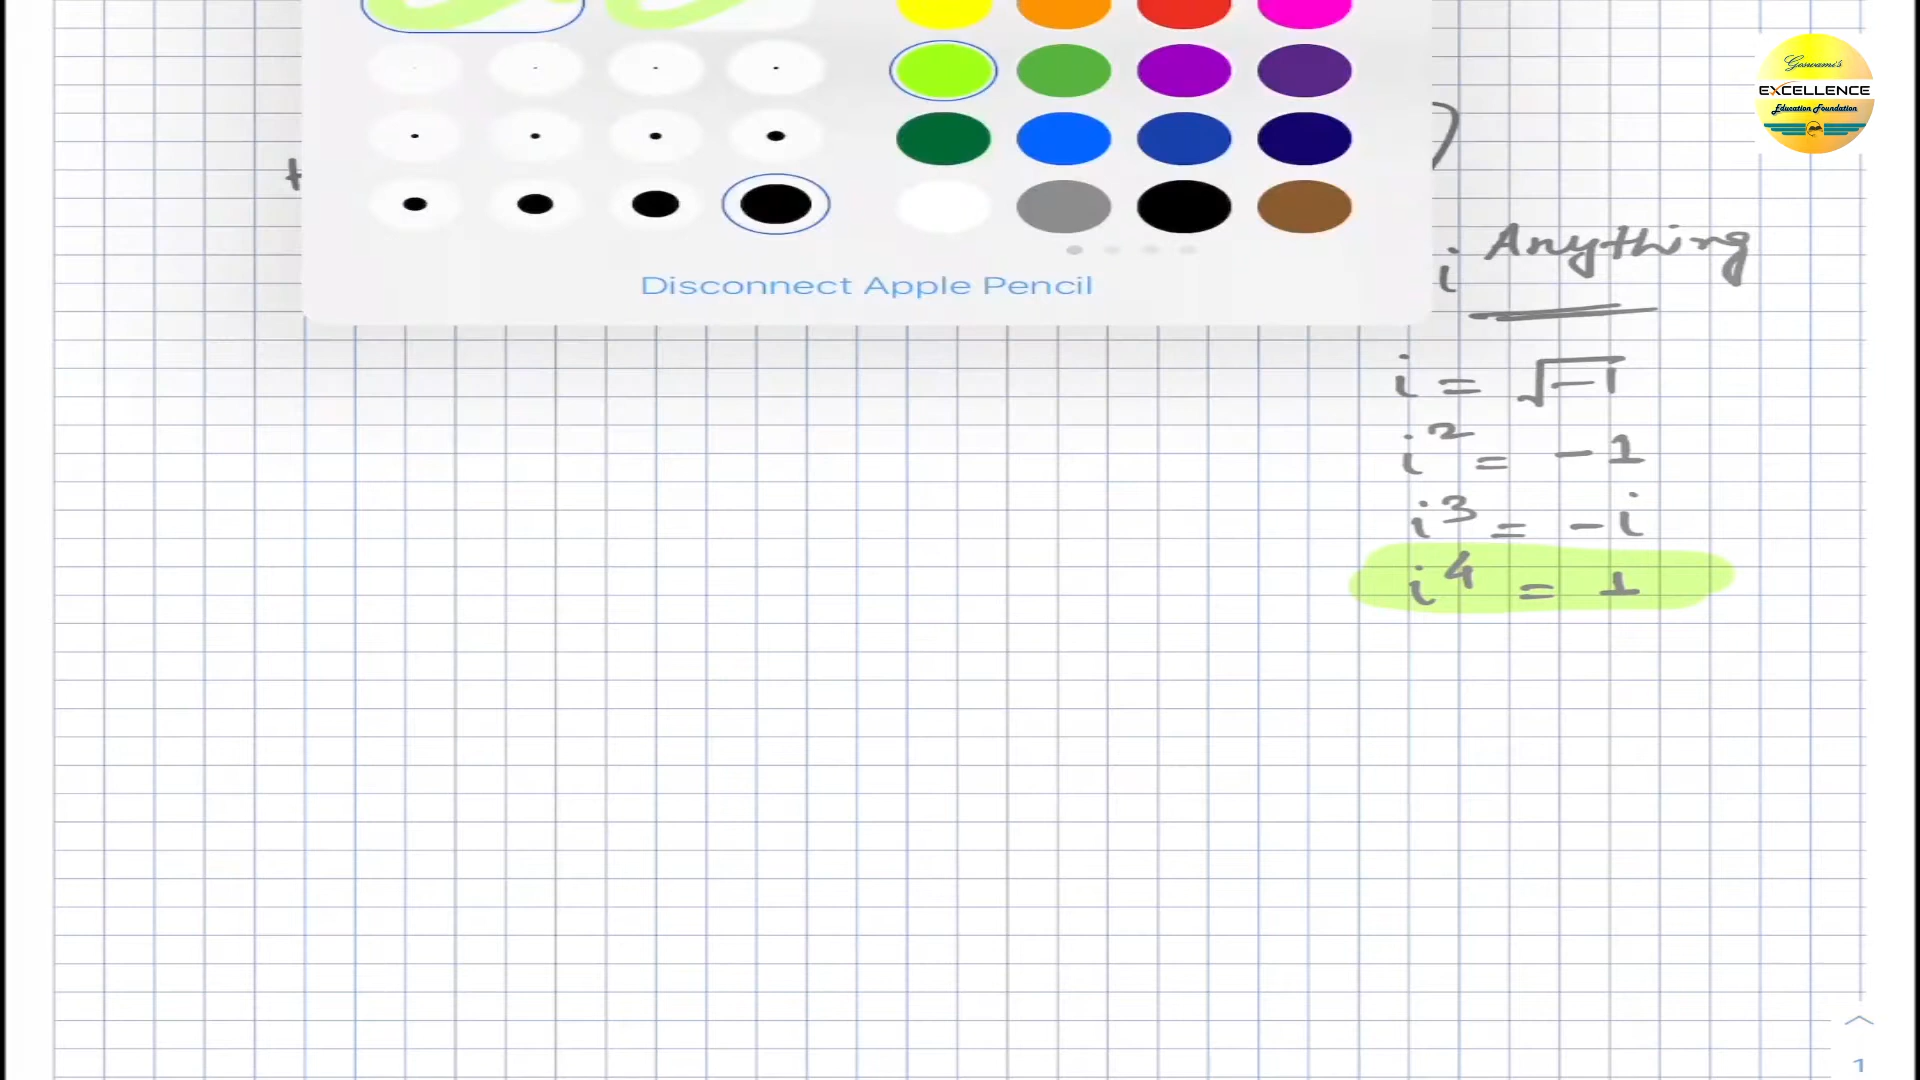 Goswami's
EXCELLENCE
Education Foundation
)
i Anything
Disconnect Apple Pencil
i = √-1
i² = -1
i³ = -i
i⁴ = 1
1